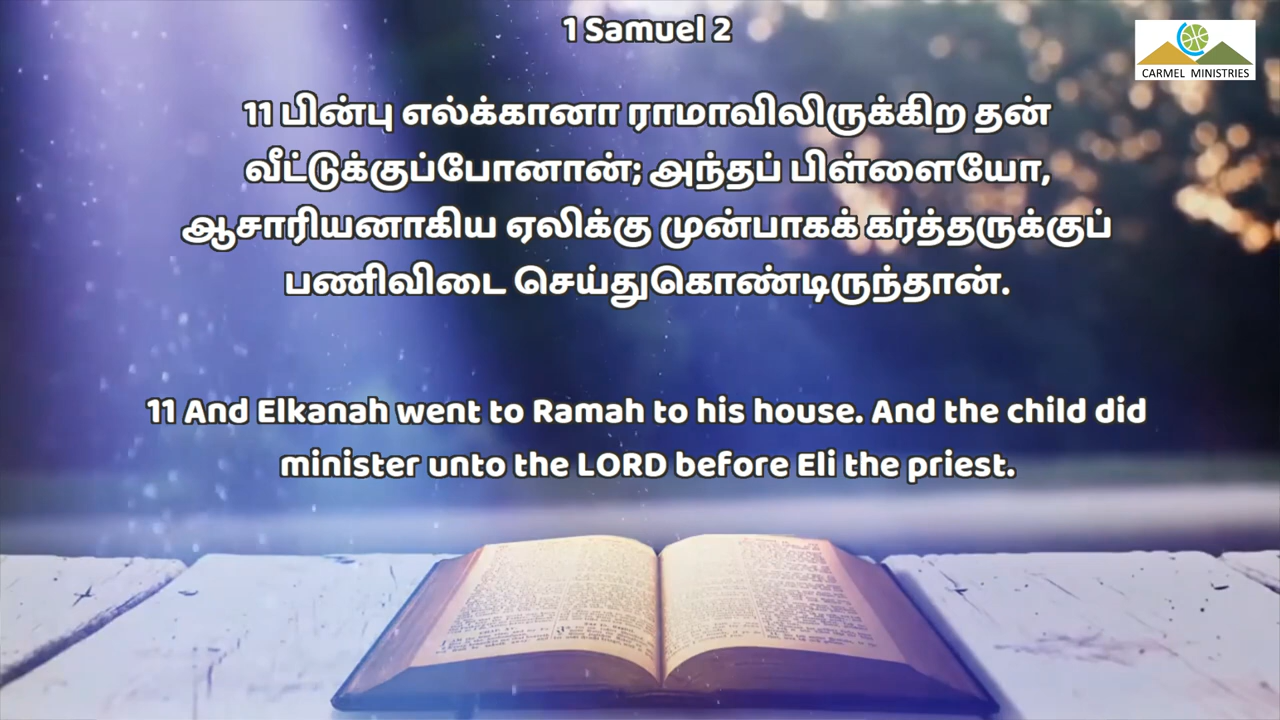 1 Samuel 2
CARMEL MINISTRIES
11 பின்பு எல்க்கானா ராமாவிலிருக்கிற தன்
வீட்டுக்குப்போனான்; அந்தப் பிள்ளையோ,
ஆசாரியனாகிய ஏலிக்கு முன்பாகக் கர்த்தருக்குப்
பணிவிடை செய்துகொண்டிருந்தான்.
11 And Elkanah went to Ramah to his house. And the child did
minister unto the LORD before Eli the priest.